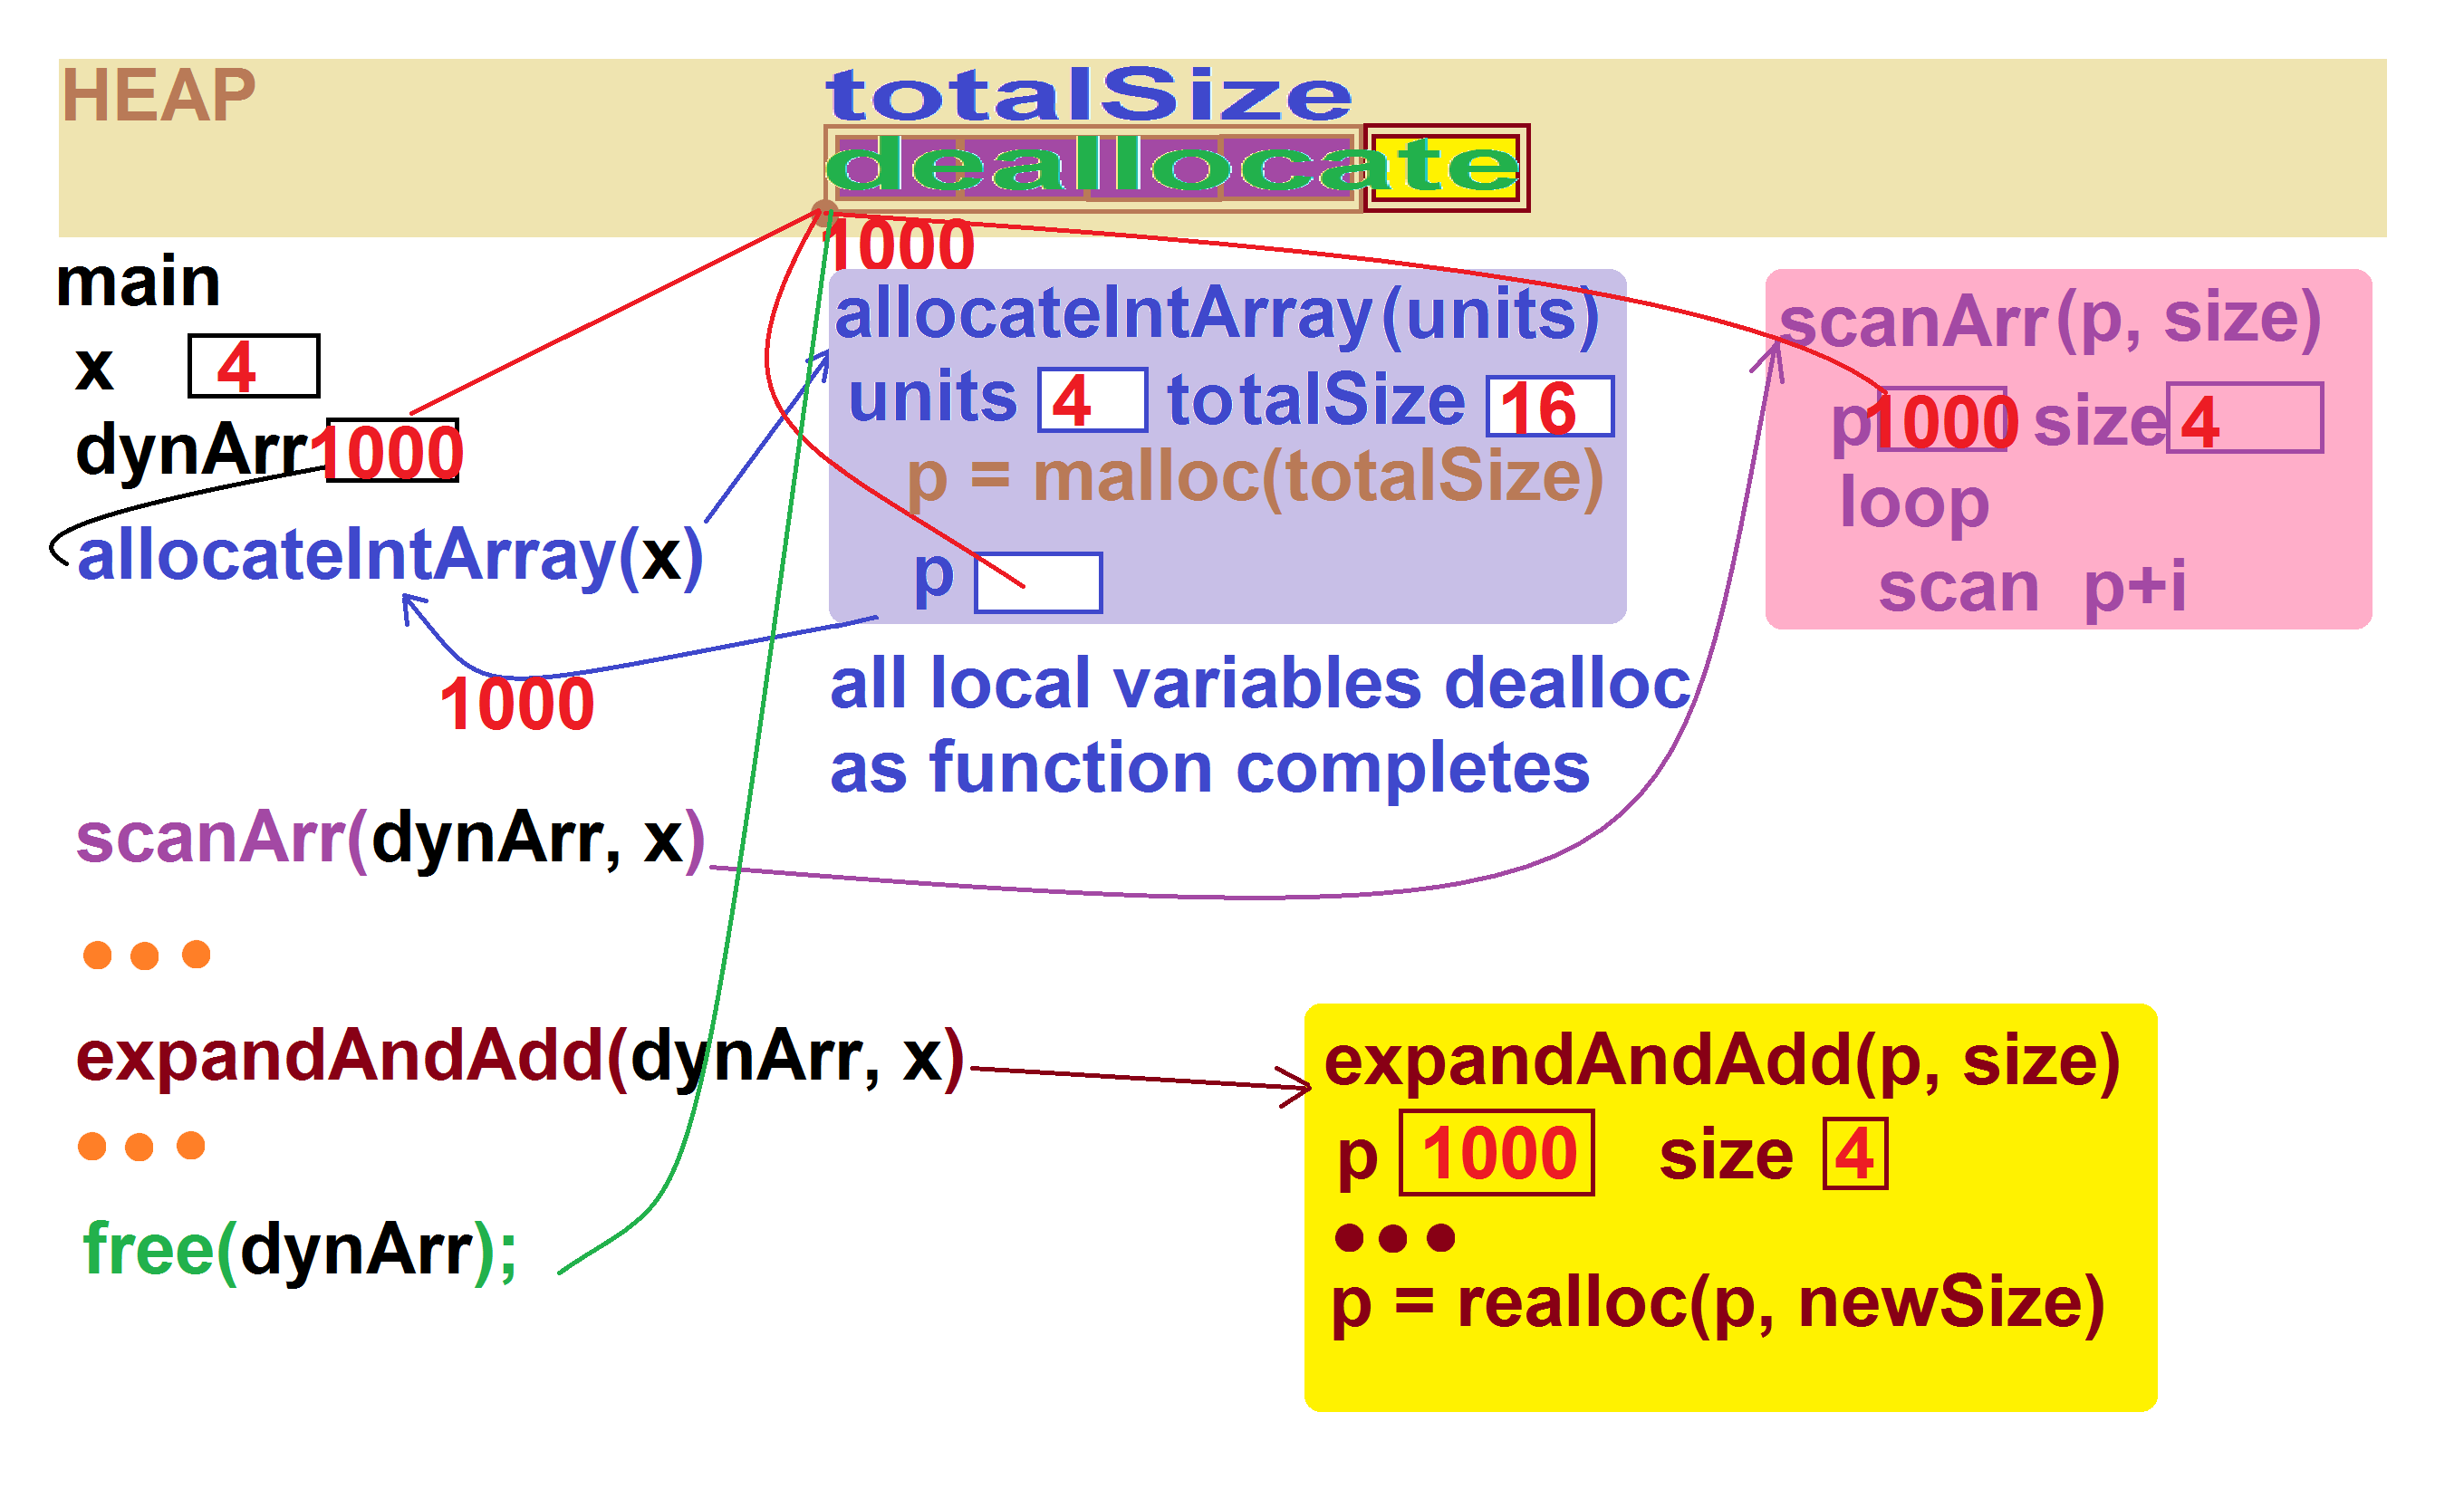 HEAP
totalSize
deallocate
1000
main
x 4
dynArr 1000
allocateIntArray(x)
1000
scanArr(dynArr, x)
expandAndAdd(dynArr, x)
free(dynArr);
allocateIntArray(units)
units 4 totalSize 16
p = malloc(totalSize)
p
all local variables dealloc
as function completes
scanArr(p, size)
p 1000 size 4
loop
scan p+i
expandAndAdd(p, size)
p 1000 size 4
p = realloc(p, newSize)